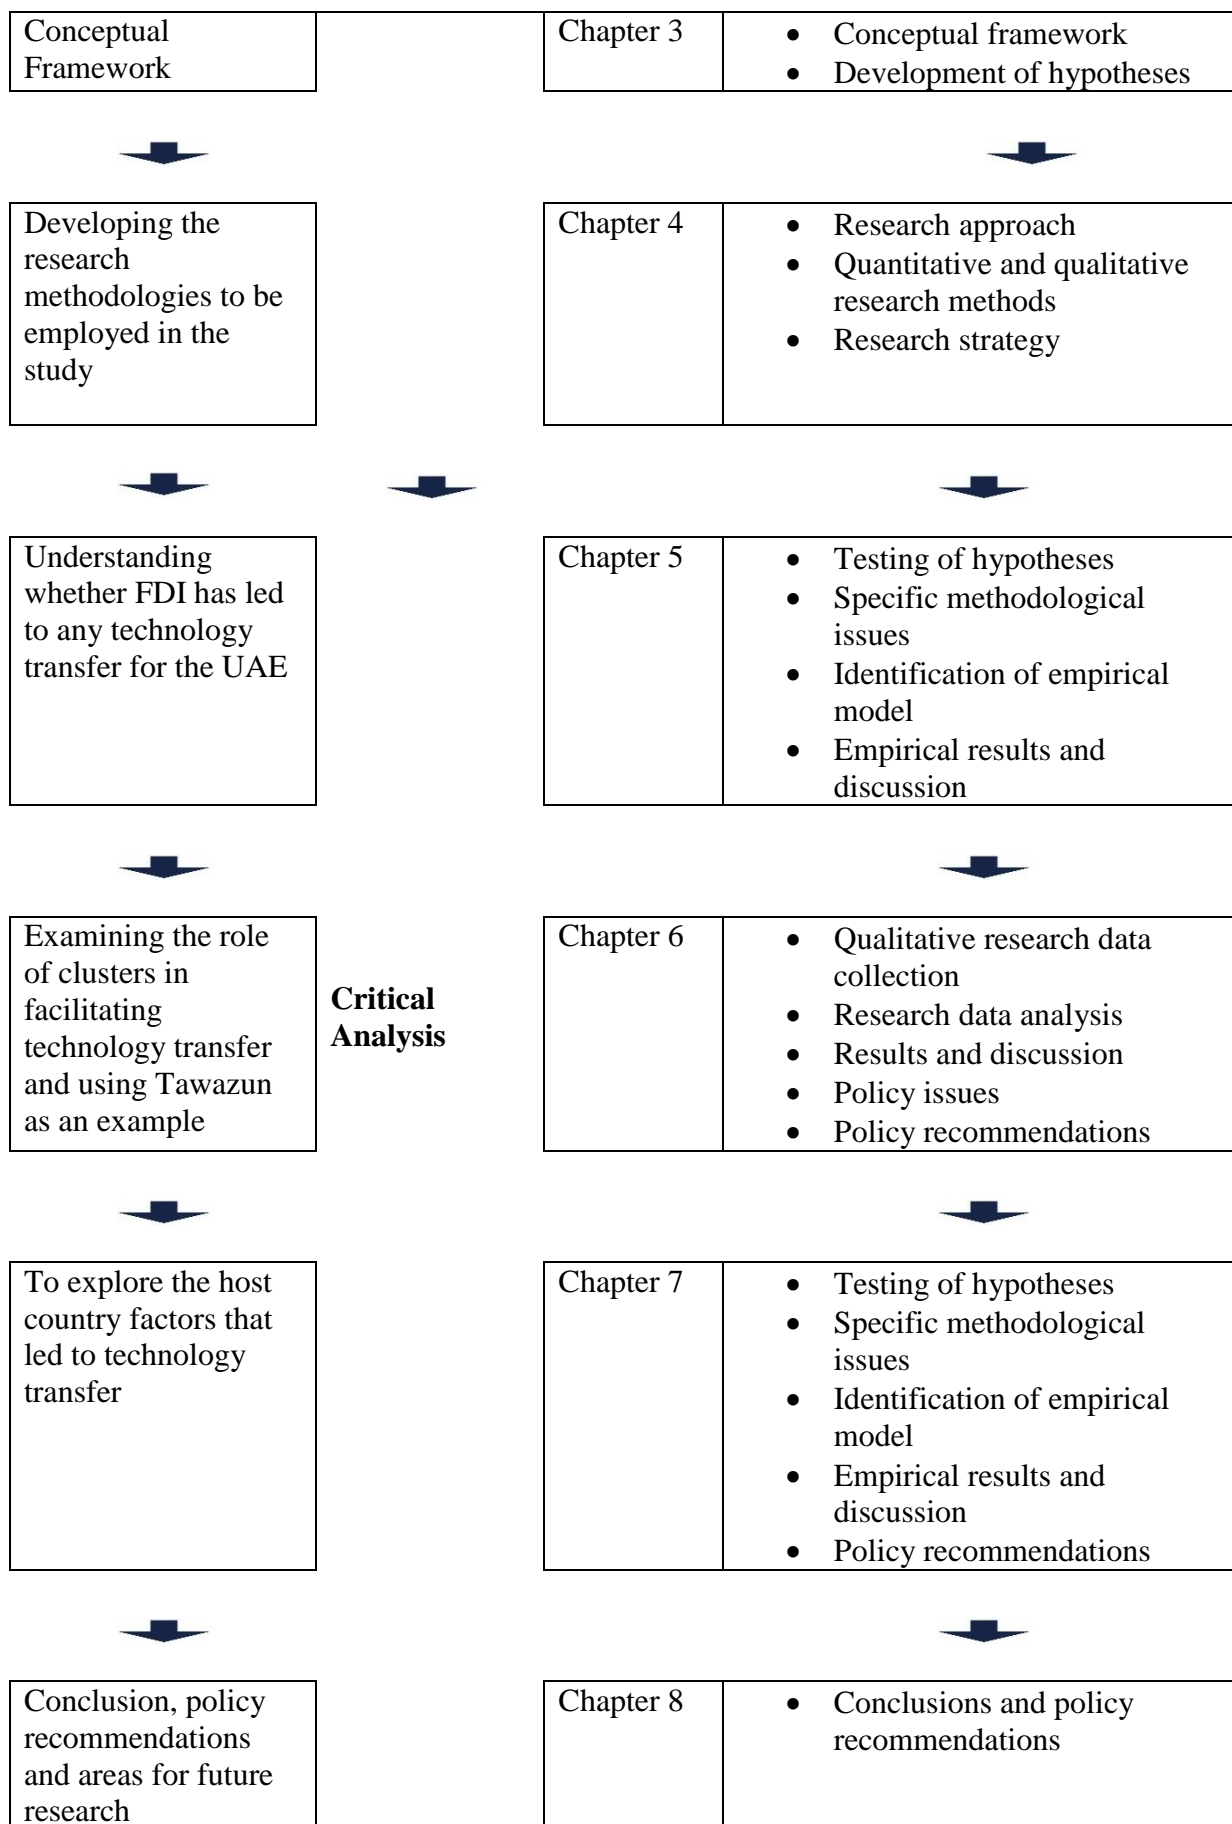 Conceptual
Framework
Chapter 3
• Conceptual framework
• Development of hypotheses
Developing the
research
methodologies to be
employed in the
study
Chapter 4
• Research approach
• Quantitative and qualitative
research methods
• Research strategy
Understanding
whether FDI has led
to any technology
transfer for the UAE
Chapter 5
• Testing of hypotheses
• Specific methodological
issues
• Identification of empirical
model
• Empirical results and
discussion
Examining the role
of clusters in
facilitating
technology transfer
and using Tawazun
as an example
Critical
Analysis
Chapter 6
• Qualitative research data
collection
• Research data analysis
• Results and discussion
• Policy issues
• Policy recommendations
To explore the host
country factors that
led to technology
transfer
Chapter 7
• Testing of hypotheses
• Specific methodological
issues
• Identification of empirical
model
• Empirical results and
discussion
• Policy recommendations
Conclusion, policy
recommendations
and areas for future
research
Chapter 8
• Conclusions and policy
recommendations